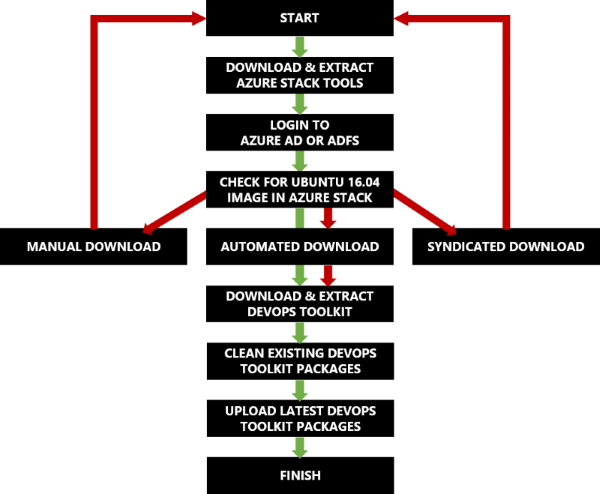 START
DOWNLOAD & EXTRACT
AZURE STACK TOOLS
LOGIN TO
AZURE AD OR ADFS
CHECK FOR UBUNTU 16.04
IMAGE IN AZURE STACK
MANUAL DOWNLOAD
AUTOMATED DOWNLOAD
SYNDICATED DOWNLOAD
DOWNLOAD & EXTRACT
DEVOPS TOOLKIT
CLEAN EXISTING DEVOPS
TOOLKIT PACKAGES
UPLOAD LATEST DEVOPS
TOOLKIT PACKAGES
FINISH